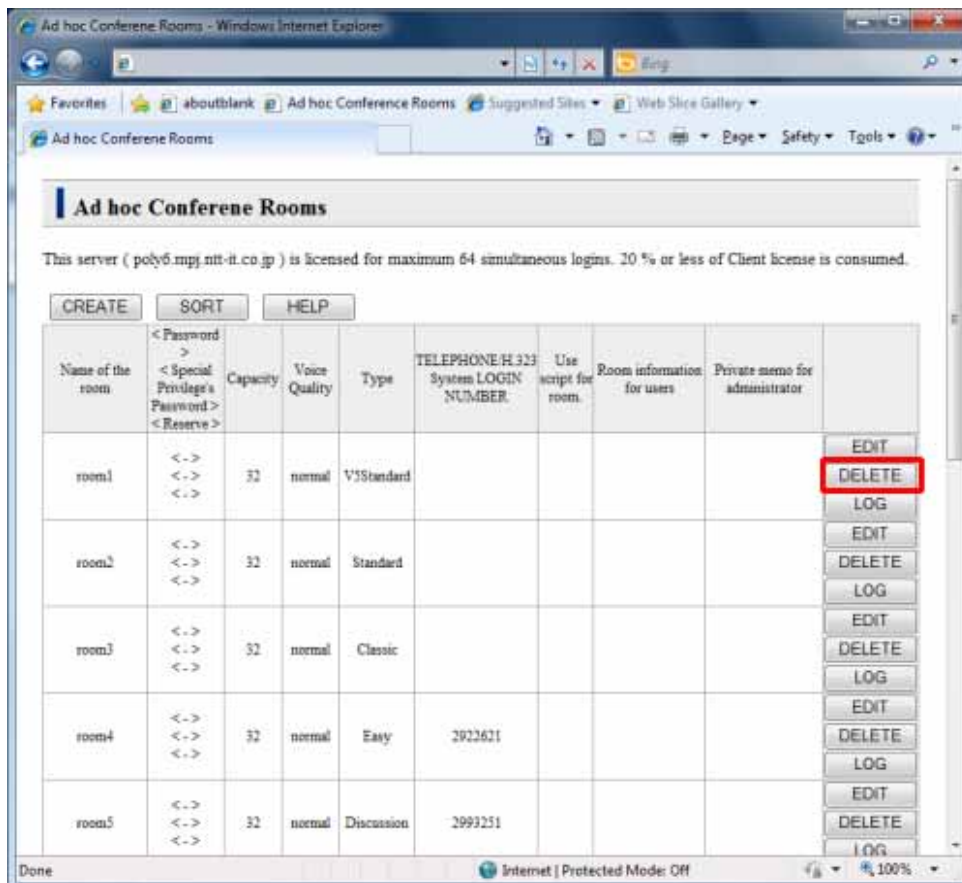 Ad hoc Conferene Rooms - Windows Internet Explorer
Bing
Favorites aboutblank Ad hoc Conference Rooms Suggested Sites Web Slice Gallery
Ad hoc Conferene Rooms Page Safety Tools
Ad hoc Conferene Rooms
This server ( poly6.mpj.ntt-it.co.jp ) is licensed for maximum 64 simultaneous logins. 20 % or less of Client license is consumed.
CREATE SORT HELP
Name of the room
< Password >
< Special Privilege's Password >
< Reserve >
Capacity
Voice Quality
Type
TELEPHONE/H.323 System LOGIN NUMBER
Use script for room.
Room information for users
Private memo for administrator
room1
<->
<->
<->
32 normal V5Standard
EDIT
DELETE
LOG
room2
<->
<->
<->
32 normal Standard
EDIT
DELETE
LOG
room3
<->
<->
<->
32 normal Classic
EDIT
DELETE
LOG
room4
<->
<->
<->
32 normal Easy 2922621
EDIT
DELETE
LOG
room5
<->
<->
<->
32 normal Discussion 2993251
EDIT
DELETE
LOG
Done Internet | Protected Mode: Off 100%